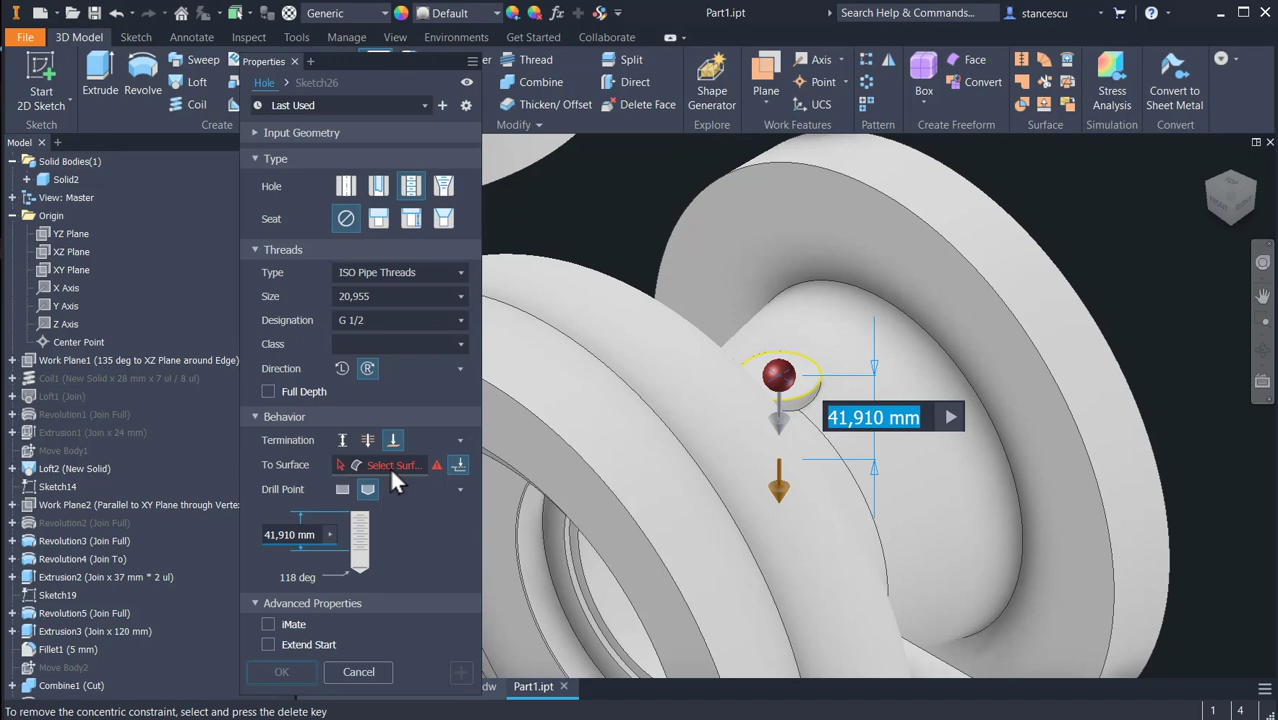 Generic
Default
Part1.ipt
Search Help & Commands...
stancescu
File
3D Model
Sketch
Annotate
Inspect
Tools
Manage
View
Environments
Get Started
Collaborate
Start
2D Sketch
Extrude
Revolve
Sweep
Loft
Coil
Thread
Combine
Thicken/ Offset
Split
Direct
Delete Face
Shape
Generator
Plane
Axis
Point
UCS
Box
Face
Convert
Stress
Analysis
Convert to
Sheet Metal
Sketch
Create
Modify
Explore
Work Features
Pattern
Create Freeform
Surface
Simulation
Convert
Model
Solid Bodies(1)
Solid2
View: Master
Origin
YZ Plane
XZ Plane
XY Plane
X Axis
Y Axis
Z Axis
Center Point
Work Plane1 (135 deg to XZ Plane around Edge)
Coil1 (New Solid x 28 mm x 7 ul / 8 ul)
Loft1 (Join)
Revolution1 (Join Full)
Extrusion1 (Join x 24 mm)
Move Body1
Loft2 (New Solid)
Sketch14
Work Plane2 (Parallel to XY Plane through Vertex
Revolution2 (Join Full)
Revolution3 (Join Full)
Revolution4 (Join To)
Extrusion2 (Join x 37 mm * 2 ul)
Sketch19
Revolution5 (Join Full)
Extrusion3 (Join x 120 mm)
Fillet1 (5 mm)
Move Body2
Combine1 (Cut)
Properties
Hole
Sketch26
Last Used
Input Geometry
Type
Hole
Seat
Threads
Type
ISO Pipe Threads
Size
20,955
Designation
G 1/2
Class
Direction
Full Depth
Behavior
Termination
To Surface
Select Surf...
Drill Point
41,910 mm
118 deg
Advanced Properties
iMate
Extend Start
OK
Cancel
41,910 mm
dw
Part1.ipt
To remove the concentric constraint, select and press the delete key
1
4